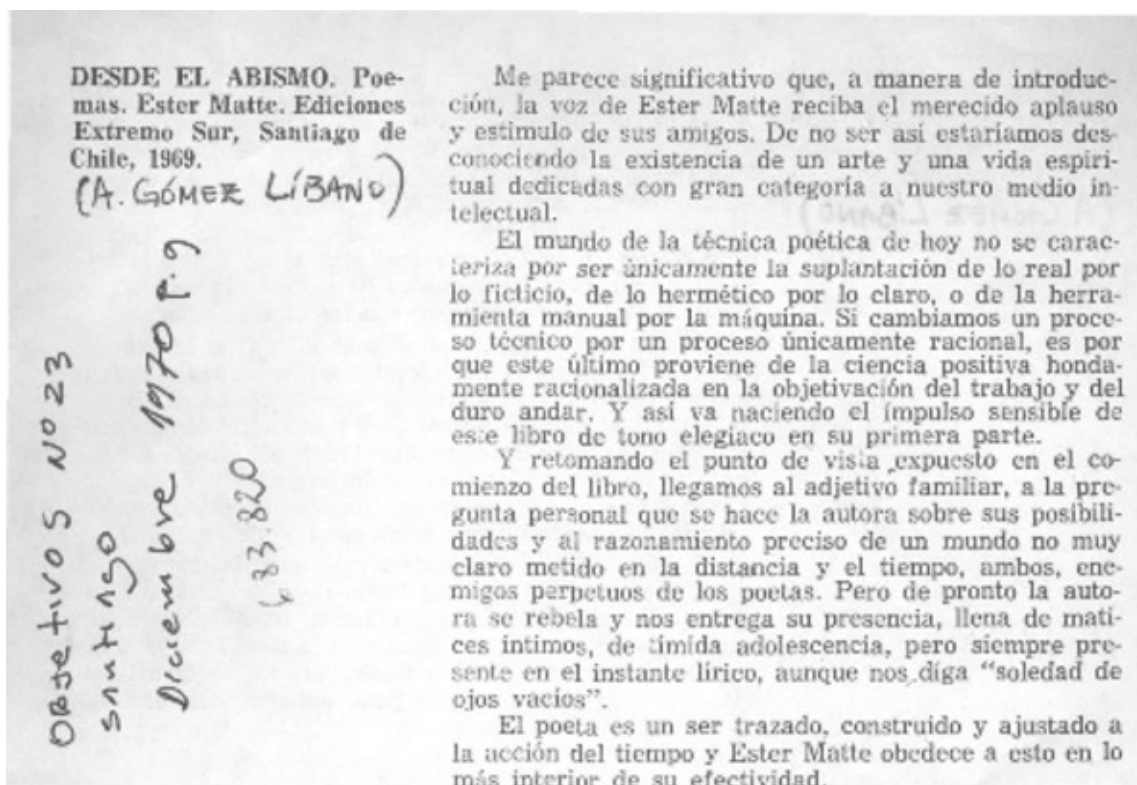 DESDE EL ABISMO. Poe-
mas. Ester Matte. Ediciones
Extremo Sur, Santiago de
Chile, 1969.
(A. GÓMEZ LÍBANO)
OBJetivOS Nº 23
santiago
Diciembre 1970 P. 9
683.820
Me parece significativo que, a manera de introduc-
ción, la voz de Ester Matte reciba el merecido aplauso
y estimulo de sus amigos. De no ser así estaríamos des-
conociendo la existencia de un arte y una vida espiri-
tual dedicadas con gran categoría a nuestro medio in-
telectual.
El mundo de la técnica poética de hoy no se carac-
teriza por ser únicamente la suplantación de lo real por
lo ficticio, de lo hermético por lo claro, o de la herra-
mienta manual por la máquina. Si cambiamos un proce-
so técnico por un proceso únicamente racional, es por
que este último proviene de la ciencia positiva honda-
mente racionalizada en la objetivación del trabajo y del
duro andar. Y así va naciendo el impulso sensible de
este libro de tono elegiaco en su primera parte.
Y retomando el punto de vista expuesto en el co-
mienzo del libro, llegamos al adjetivo familiar, a la pre-
gunta personal que se hace la autora sobre sus posibili-
dades y al razonamiento preciso de un mundo no muy
claro metido en la distancia y el tiempo, ambos, ene-
migos perpetuos de los poetas. Pero de pronto la auto-
ra se rebela y nos entrega su presencia, llena de mati-
ces intimos, de tímida adolescencia, pero siempre pre-
sente en el instante lírico, aunque nos diga "soledad de
ojos vacíos".
El poeta es un ser trazado, construido y ajustado a
la acción del tiempo y Ester Matte obedece a esto en lo
más interior de su efectividad.